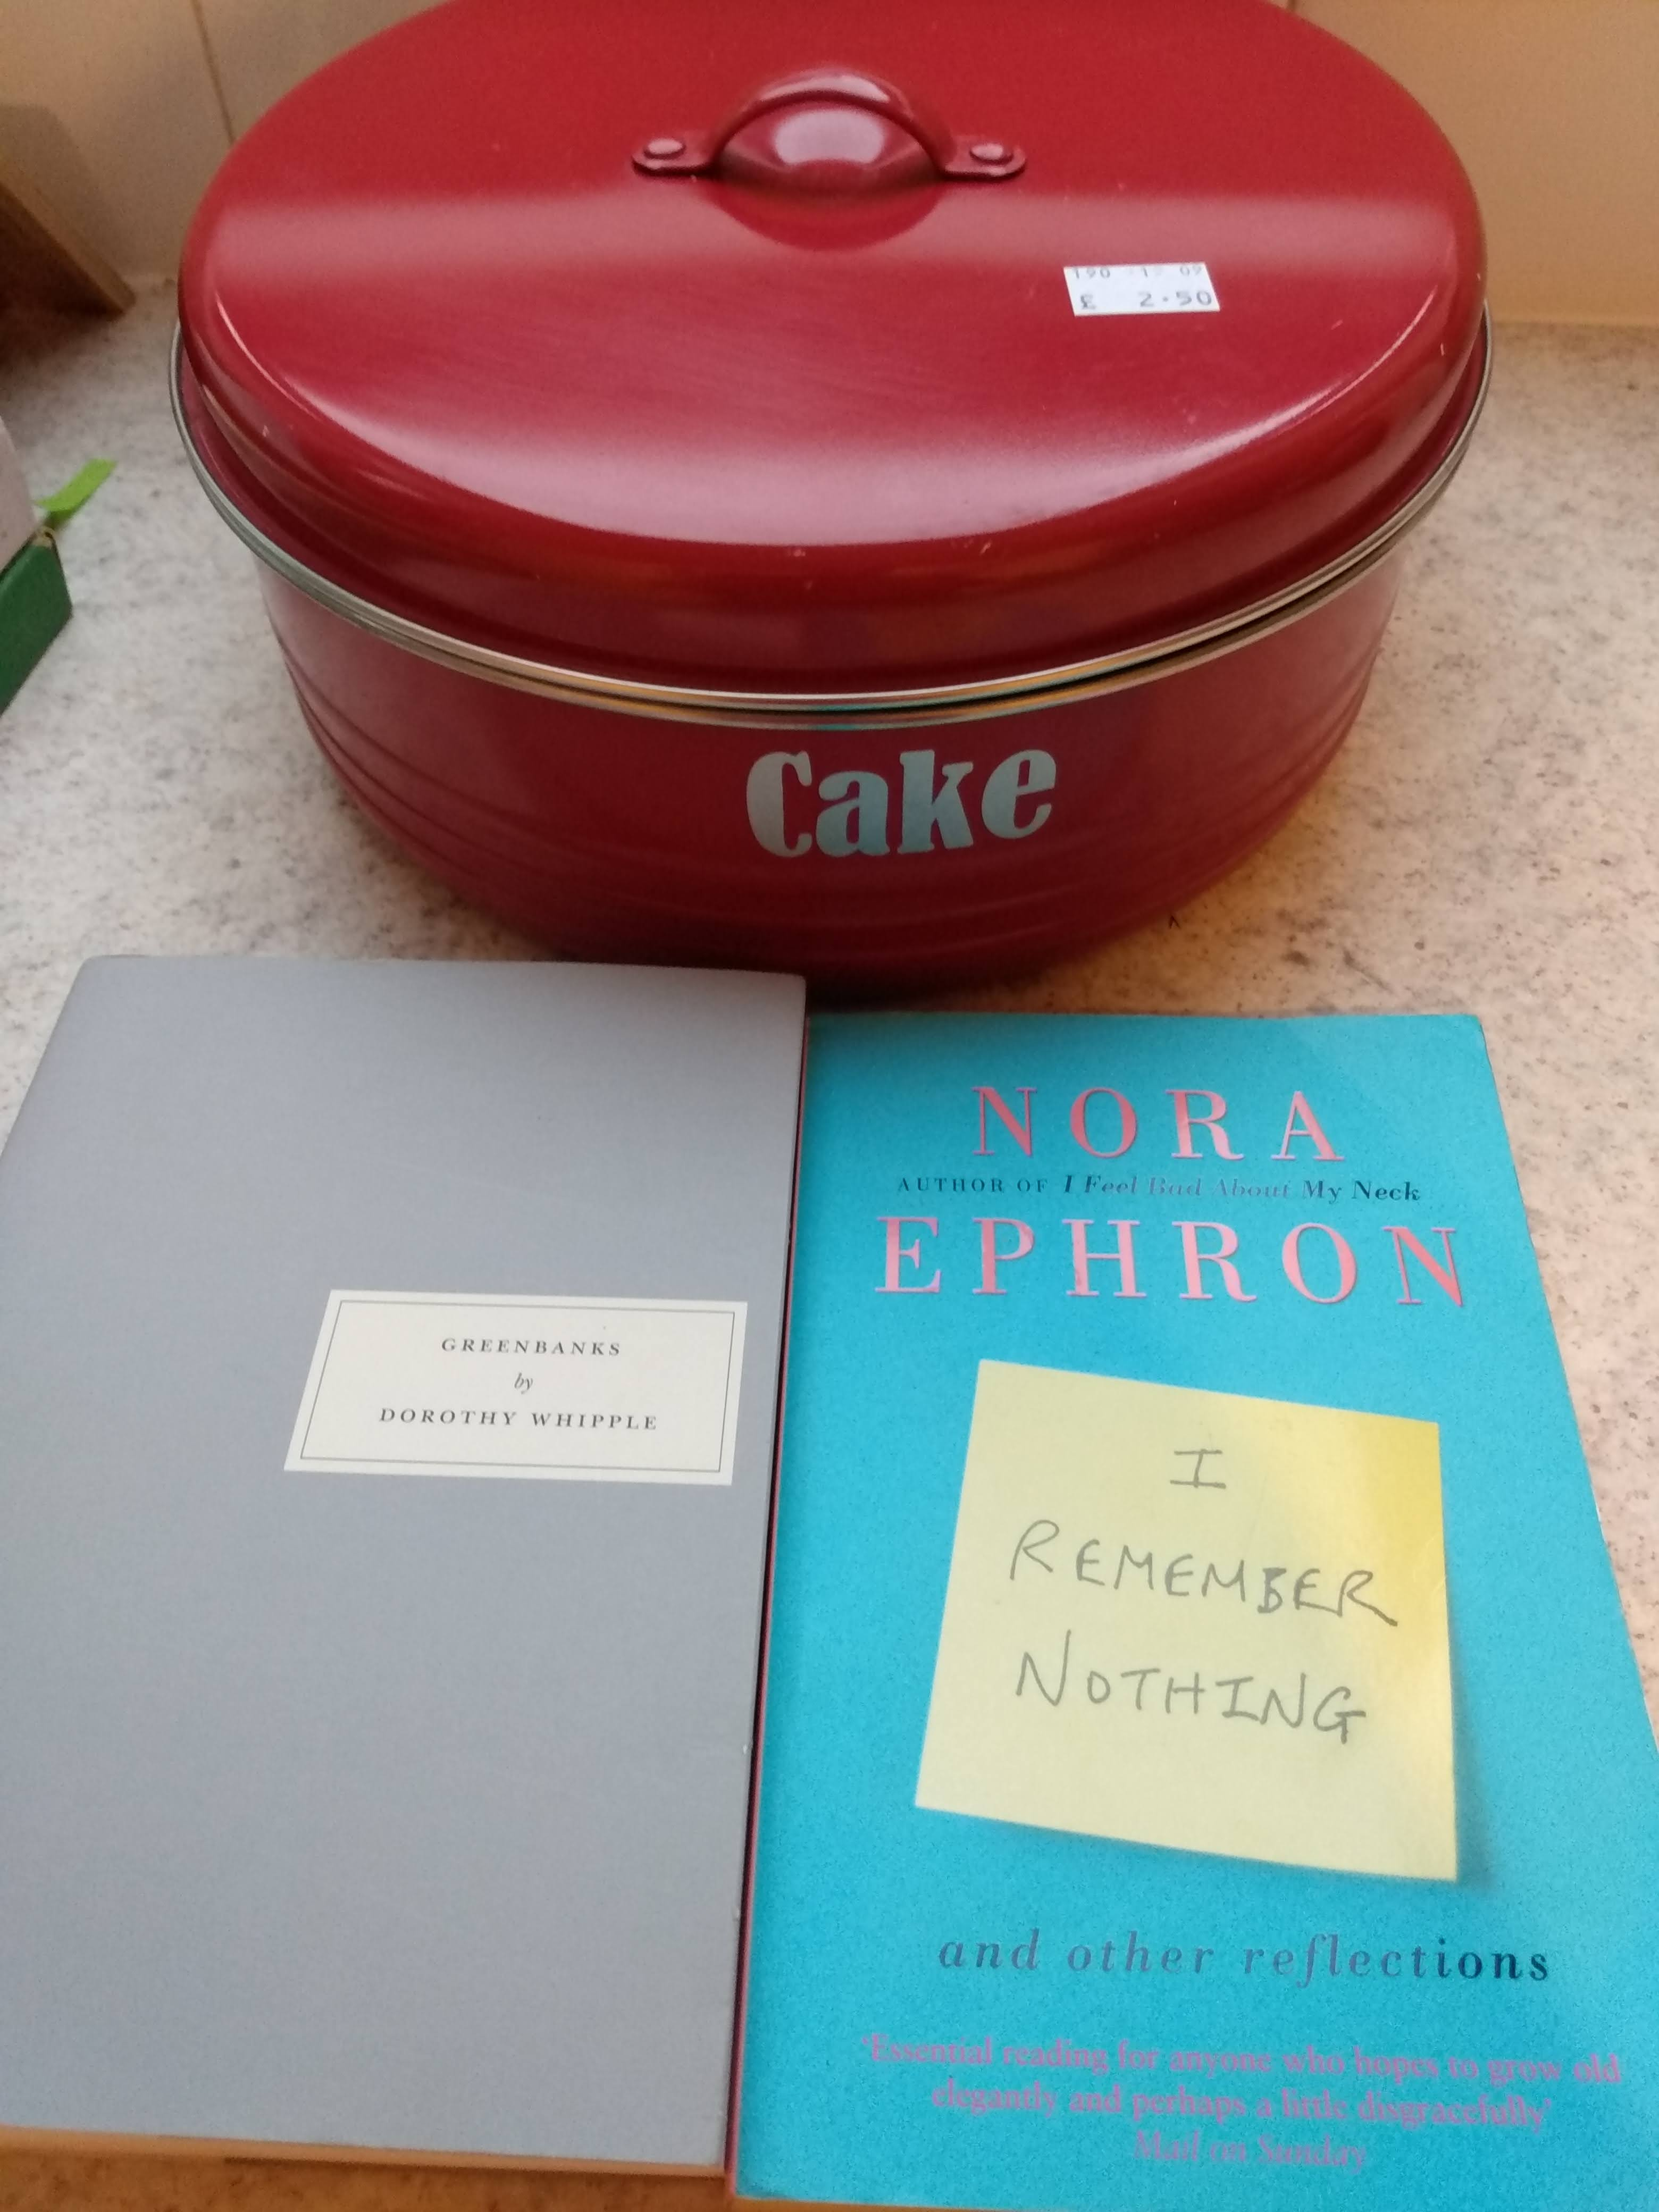 £ 2.50
Cake
GREENBANKS
by
DOROTHY WHIPPLE
NORA
AUTHOR OF I Feel Bad About My Neck
EPHRON
I
REMEMBER
NOTHING
and other reflections
'Essential reading for anyone who hopes to grow old
elegantly and perhaps a little disgracefully'
Mail on Sunday